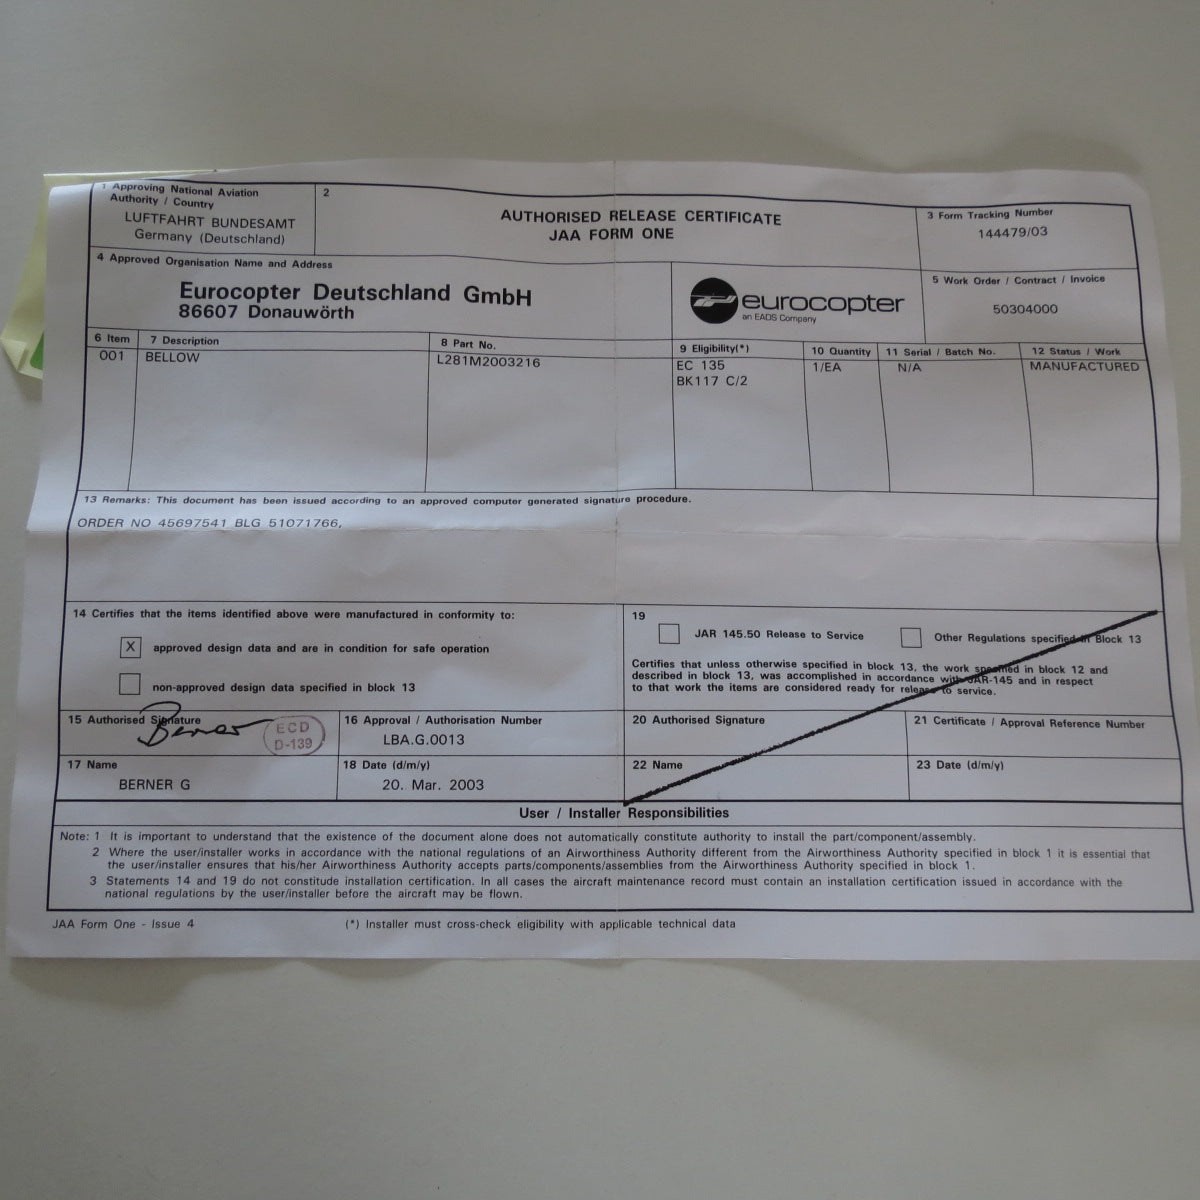 1 Approving National Aviation
Authority / Country
LUFTFAHRT BUNDESAMT
Germany (Deutschland)
2
AUTHORISED RELEASE CERTIFICATE
JAA FORM ONE
3 Form Tracking Number
144479/03
4 Approved Organisation Name and Address
Eurocopter Deutschland GmbH
86607 Donauwörth
eurocopter
an EADS Company
5 Work Order / Contract / Invoice
50304000
6 Item
001
7 Description
BELLOW
8 Part No.
L281M2003216
9 Eligibility(*)
EC 135
BK117 C/2
10 Quantity
1/EA
11 Serial / Batch No.
N/A
12 Status / Work
MANUFACTURED
13 Remarks: This document has been issued according to an approved computer generated signature procedure.
ORDER NO 45697541 BLG 51071766,
14 Certifies that the items identified above were manufactured in conformity to:
X approved design data and are in condition for safe operation
non-approved design data specified in block 13
19
JAR 145.50 Release to Service
Other Regulations specified in Block 13
Certifies that unless otherwise specified in block 13, the work specified in block 12 and
described in block 13, was accomplished in accordance with JAR-145 and in respect
to that work the items are considered ready for release to service.
15 Authorised Signature
Berner
ECD
D-139
16 Approval / Authorisation Number
LBA.G.0013
20 Authorised Signature
21 Certificate / Approval Reference Number
17 Name
BERNER G
18 Date (d/m/y)
20. Mar. 2003
22 Name
23 Date (d/m/y)
User / Installer Responsibilities
Note: 1 It is important to understand that the existence of the document alone does not automatically constitute authority to install the part/component/assembly.
2 Where the user/installer works in accordance with the national regulations of an Airworthiness Authority different from the Airworthiness Authority specified in block 1 it is essential that
the user/installer ensures that his/her Airworthiness Authority accepts parts/components/assemblies from the Airworthiness Authority specified in block 1.
3 Statements 14 and 19 do not constitute installation certification. In all cases the aircraft maintenance record must contain an installation certification issued in accordance with the
national regulations by the user/installer before the aircraft may be flown.
JAA Form One - Issue 4
(*) Installer must cross-check eligibility with applicable technical data